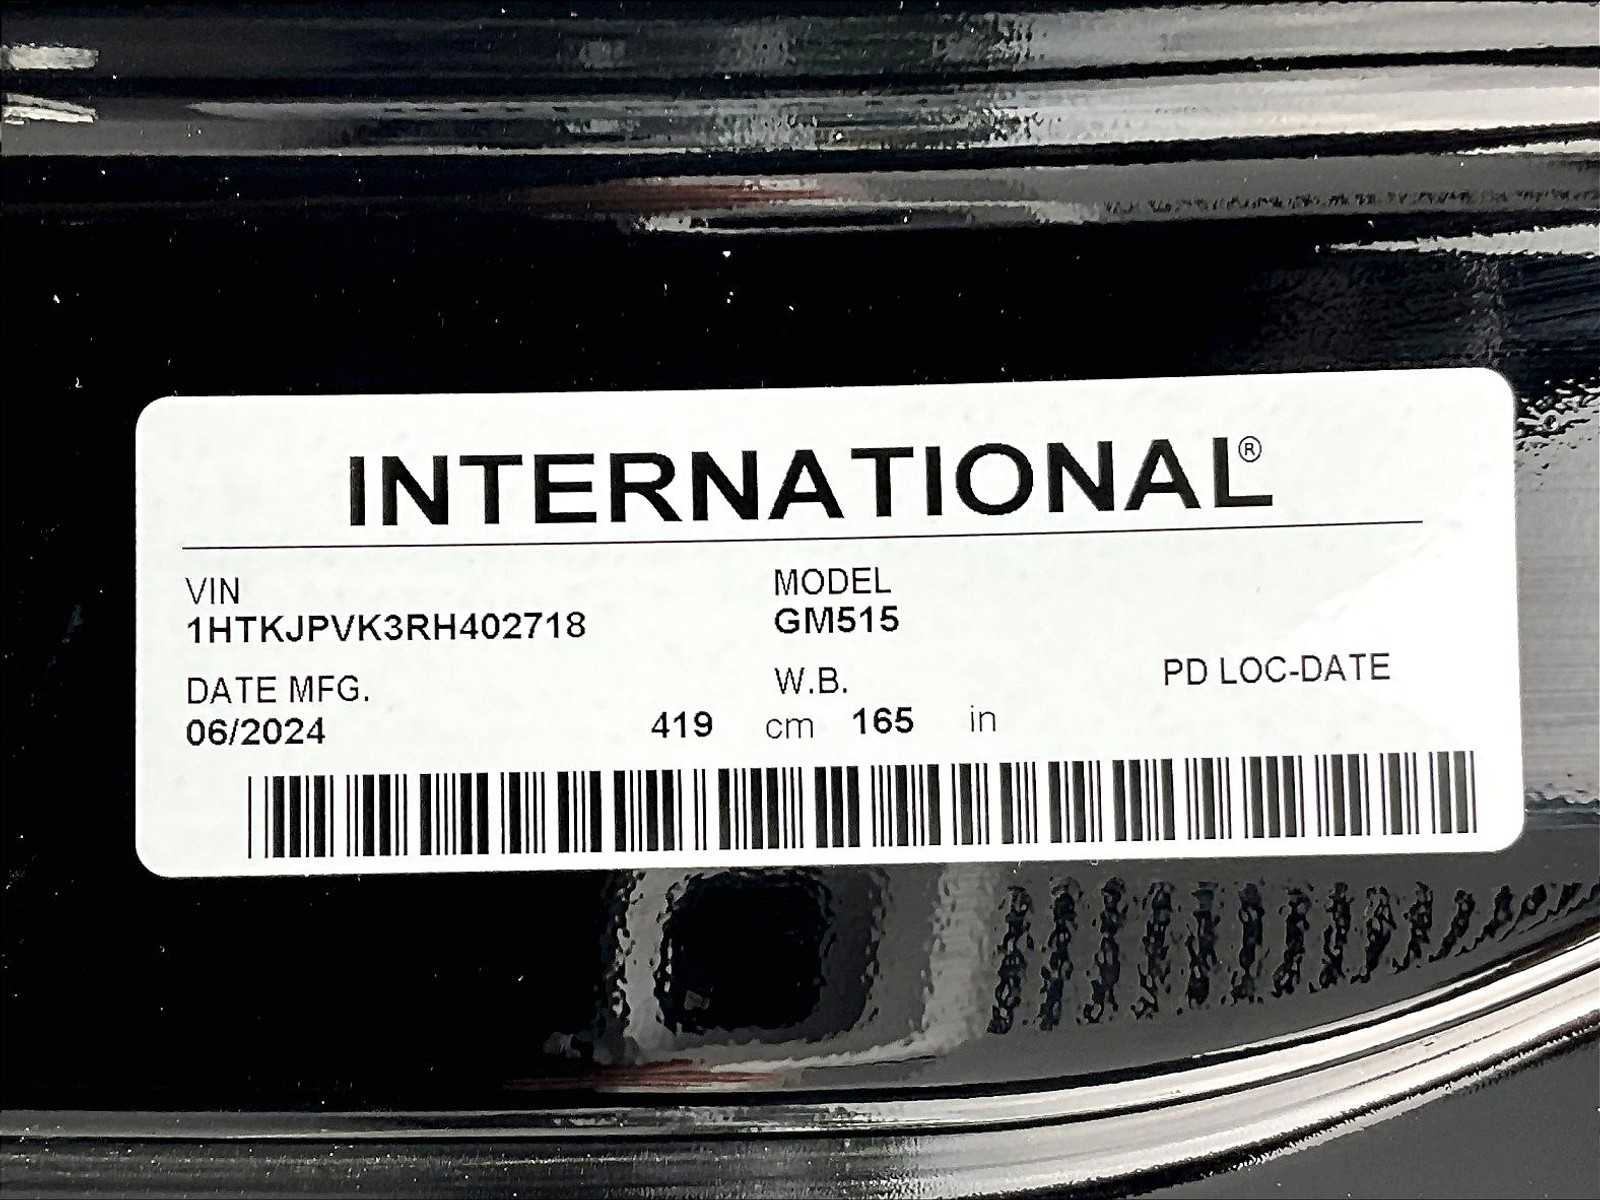 INTERNATIONAL®
VIN
1HTKJPVK3RH402718
MODEL
GM515
DATE MFG.
06/2024
W.B.
419 cm 165 in
PD LOC-DATE